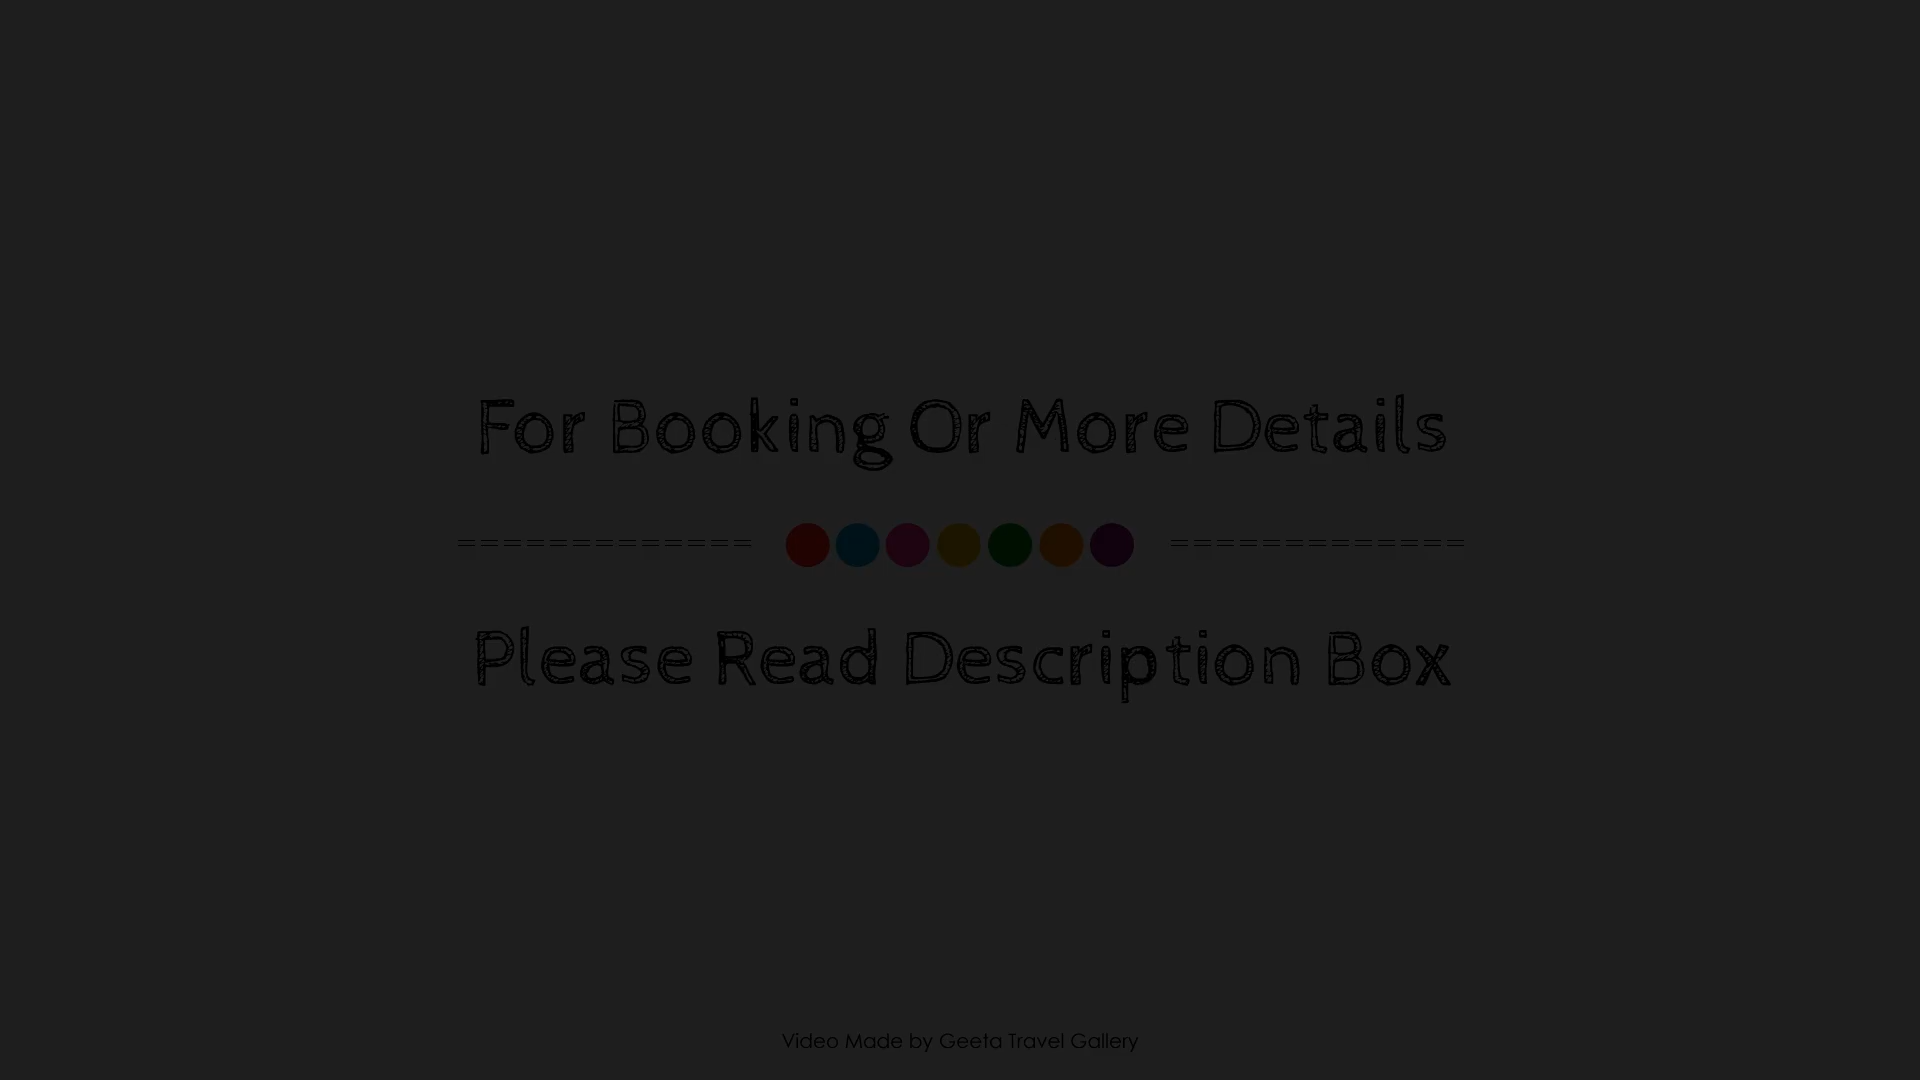 For Booking Or More Details
============= =============
Please Read Description Box
Video Made by Geeta Travel Gallery